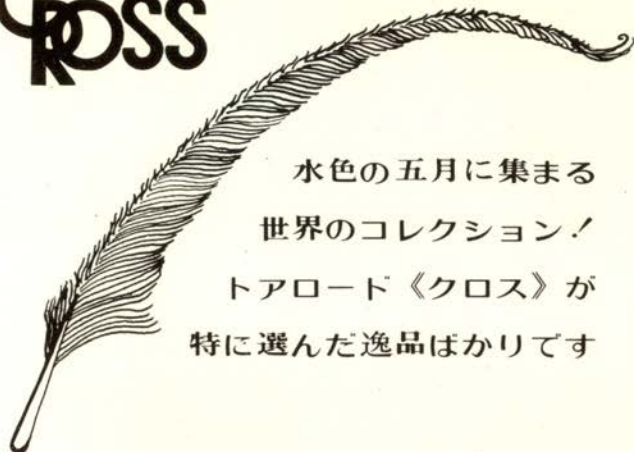 CROSS
水色の五月に集まる
世界のコレクション!
トアロード《クロス》が
特に選んだ逸品ばかりです